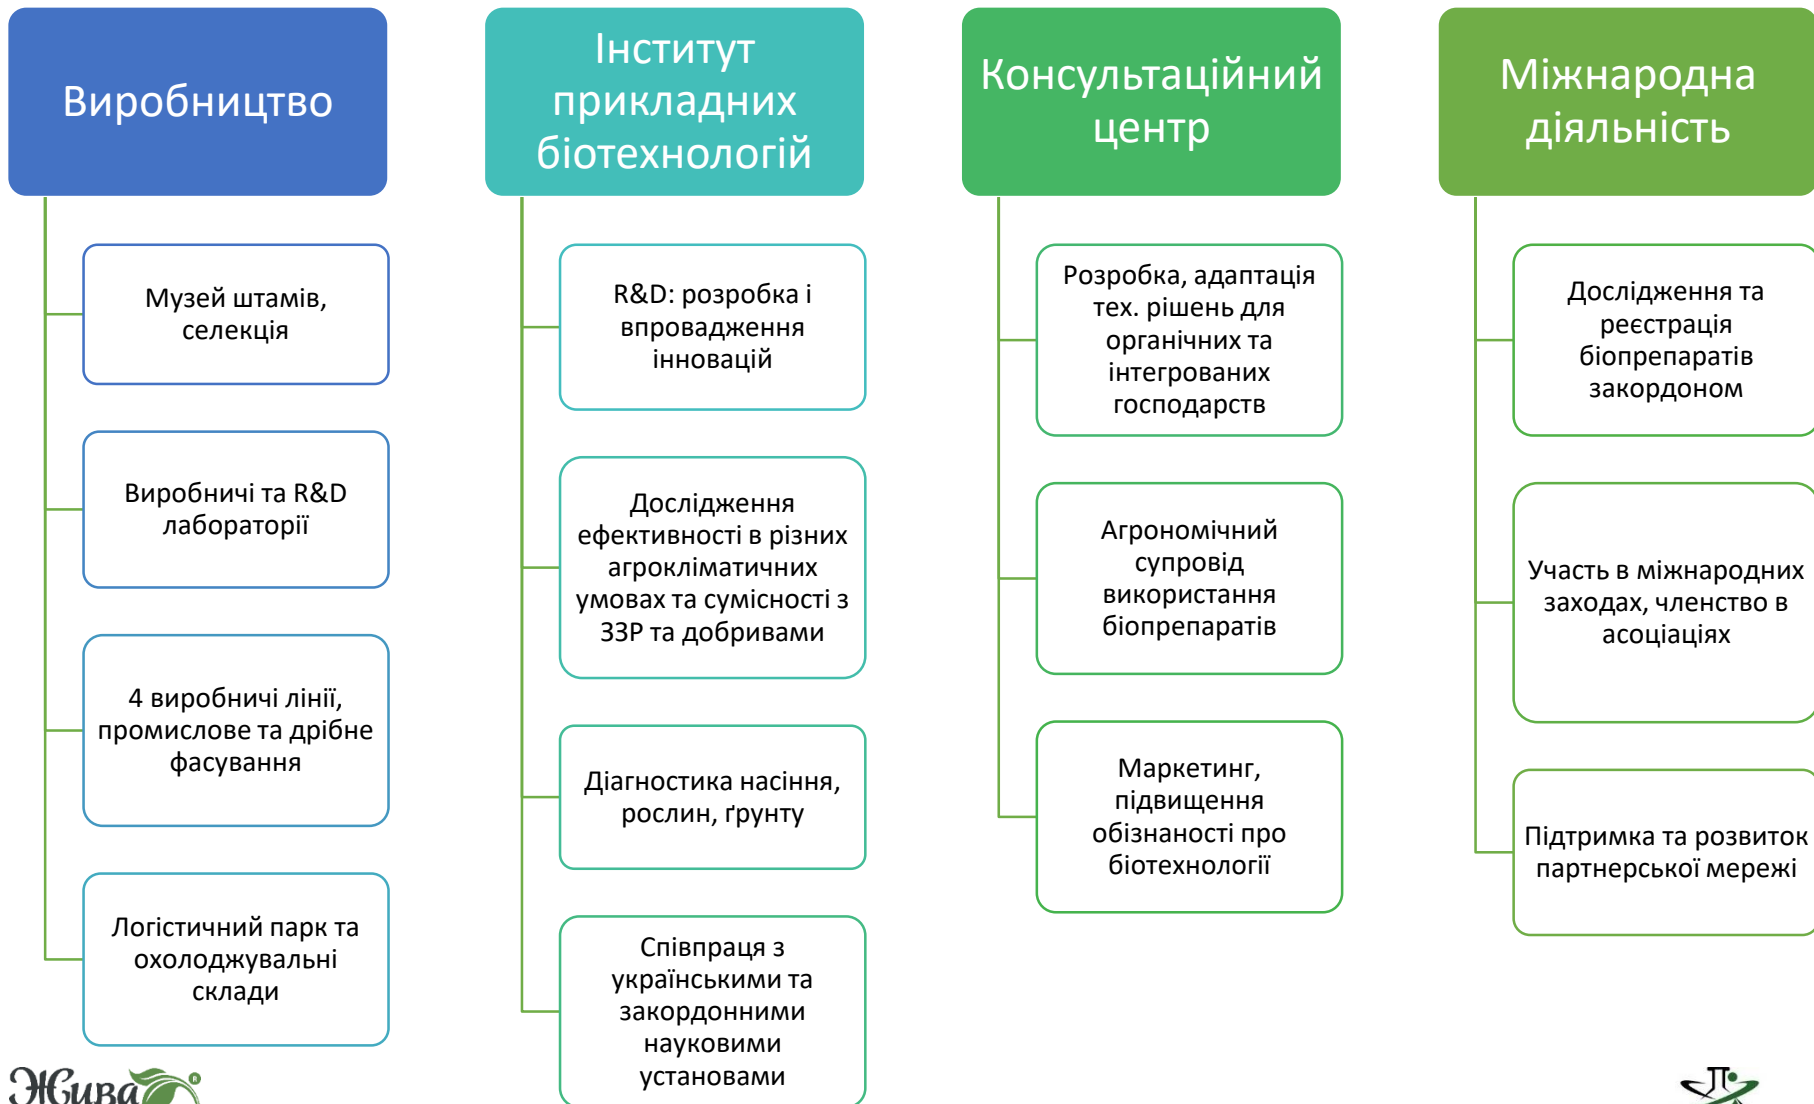 Виробництво
Музей штамів,
селекція
Виробничі та R&D
лабораторії
4 виробничі лінії,
промислове та дрібне
фасування
Логістичний парк та
охолоджувальні
склади
Інститут
прикладних
біотехнологій
R&D: розробка і
впровадження
інновацій
Дослідження
ефективності в різних
агрокліматичних
умовах та сумісності з
ЗЗР та добривами
Діагностика насіння,
рослин, ґрунту
Співпраця з
українськими та
закордонними
науковими
установами
Консультаційний
центр
Розробка, адаптація
тех. рішень для
органічних та
інтегрованих
господарств
Агрономічний
супровід
використання
біопрепаратів
Маркетинг,
підвищення
обізнаності про
біотехнології
Міжнародна
діяльність
Дослідження та
реєстрація
біопрепаратів
закордоном
Участь в міжнародних
заходах, членство в
асоціаціях
Підтримка та розвиток
партнерської мережі
Жива